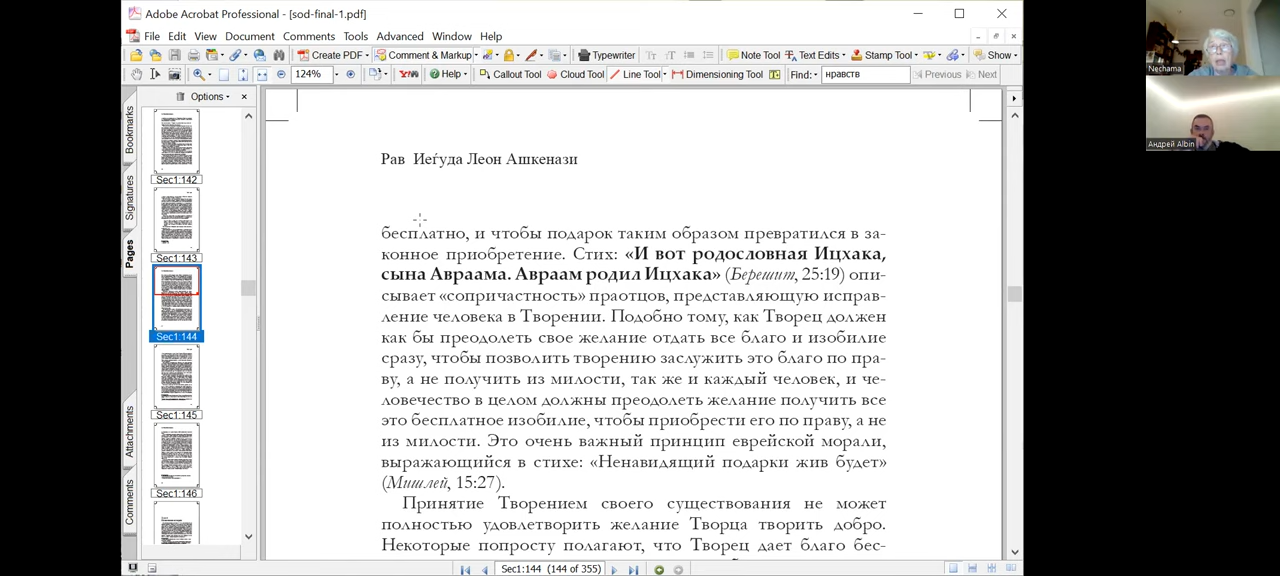 Adobe Acrobat Professional - [sod-final-1.pdf]
File Edit View Document Comments Tools Advanced Window Help
Create PDF Comment & Markup Typewriter Note Tool Text Edits Stamp Tool Show
124% Y!/N Help Callout Tool Cloud Tool Line Tool Dimensioning Tool Find: нравств Previous Next
Options
Bookmarks
Signatures
Pages
Attachments
Comments
Sec1:142
Sec1:143
Sec1:144
Sec1:145
Sec1:146
Рав Иегуда Леон Ашкенази
бесплатно, и чтобы подарок таким образом превратился в за-
конное приобретение. Стих: «И вот родословная Ицхака,
сына Авраама. Авраам родил Ицхака» (Берешит, 25:19) опи-
сывает «сопричастность» праотцов, представляющую исправ-
ление человека в Творении. Подобно тому, как Творец должен
как бы преодолеть свое желание отдать все благо и изобилие
сразу, чтобы позволить творению заслужить это благо по пра-
ву, а не получить из милости, так же и каждый человек, и че-
ловечество в целом должны преодолеть желание получить все
это бесплатное изобилие, чтобы приобрести его по праву, а не
из милости. Это очень важный принцип еврейской морали,
выражающийся в стихе: «Ненавидящий подарки жив будет»
(Мишлей, 15:27).
Принятие Творением своего существования не может
полностью удовлетворить желание Творца творить добро.
Некоторые попросту полагают, что Творец дает благо бес-
Sec1:144 (144 of 355)
Nechama
Андрей Albin